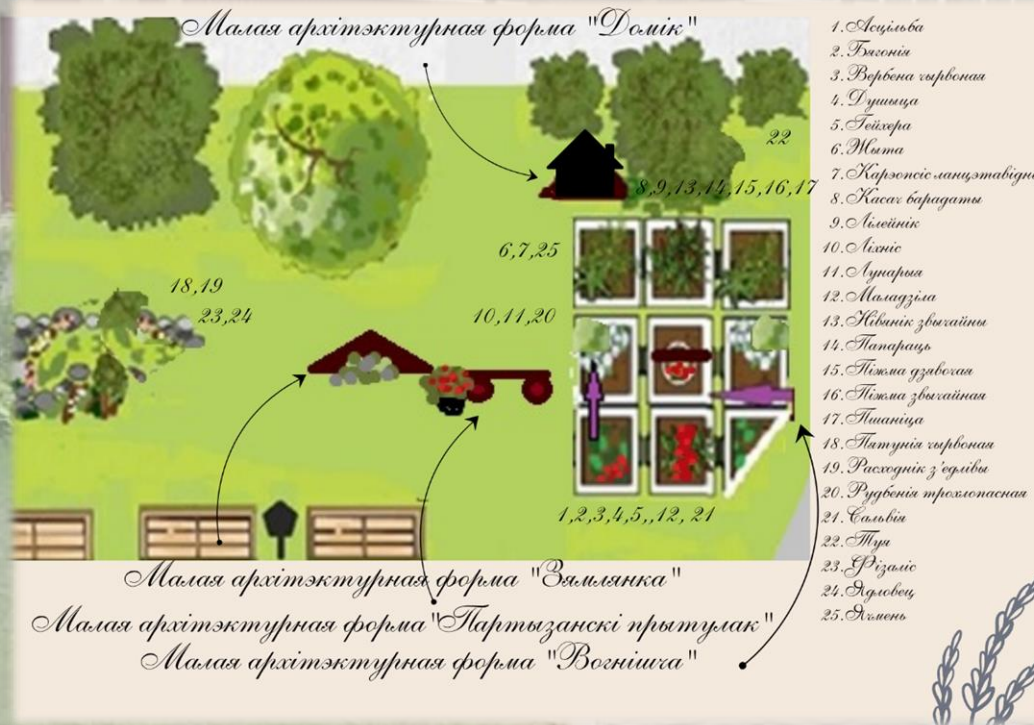 Малая архітэктурная форма "Домік"
22
8,9,13,14,15,16,17
6,7,25
18,19
23,24
10,11,20
1,2,3,4,5,,12, 21
Малая архітэктурная форма "Зямлянка"
Малая архітэктурная форма"Партызанскі прытулак"
Малая архітэктурная форма "Вогнішча"
1.Асцільба
2.Бягонія
3.Вербена чырвоная
4.Душыца
5.Гейхера
6.Жыта
7.Карэопсіс ланцэтавідн
8.Касач барадаты
9.Лілейнік
10.Ліхніс
11.Лунарыя
12.Маладзіла
13.Нівянік звычайны
14.Папараць
15.Піжма дзявочая
16.Піжма звычайная
17.Пшаніца
18.Пятунія чырвоная
19.Расходнік з'едлівы
20.Рудбенія трохлопасная
21.Сальвія
22.Туя
23.Фізаліс
24.Ядловец
25.Ячмень